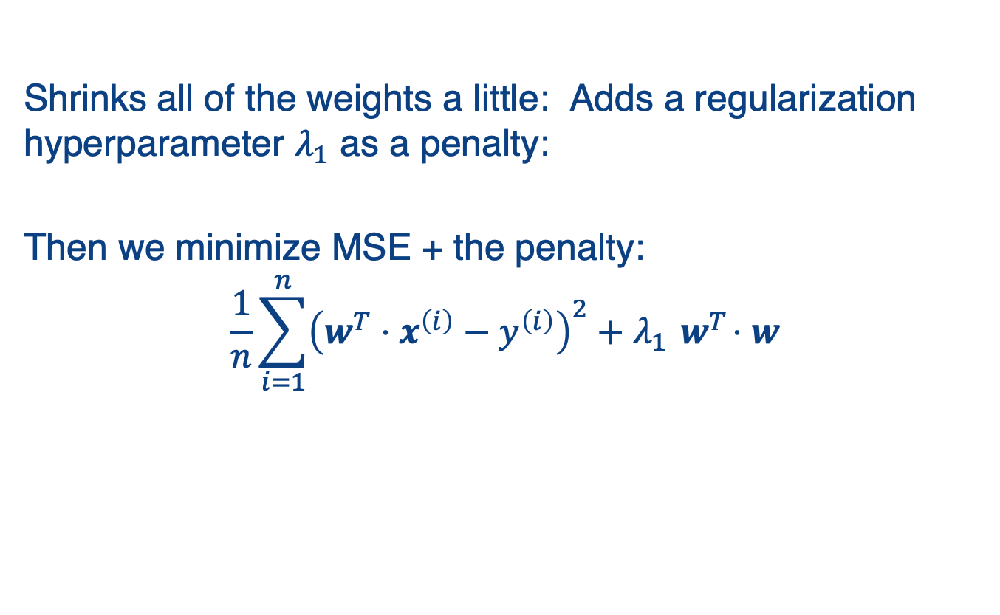 Shrinks all of the weights a little:  Adds a regularization
hyperparameter λ₁ as a penalty:
Then we minimize MSE + the penalty:
$\frac{1}{n}\sum_{i=1}^{n}\left(\boldsymbol{w}^T \cdot \boldsymbol{x}^{(i)} - y^{(i)}\right)^2 + \lambda_1 \boldsymbol{w}^T \cdot \boldsymbol{w}$